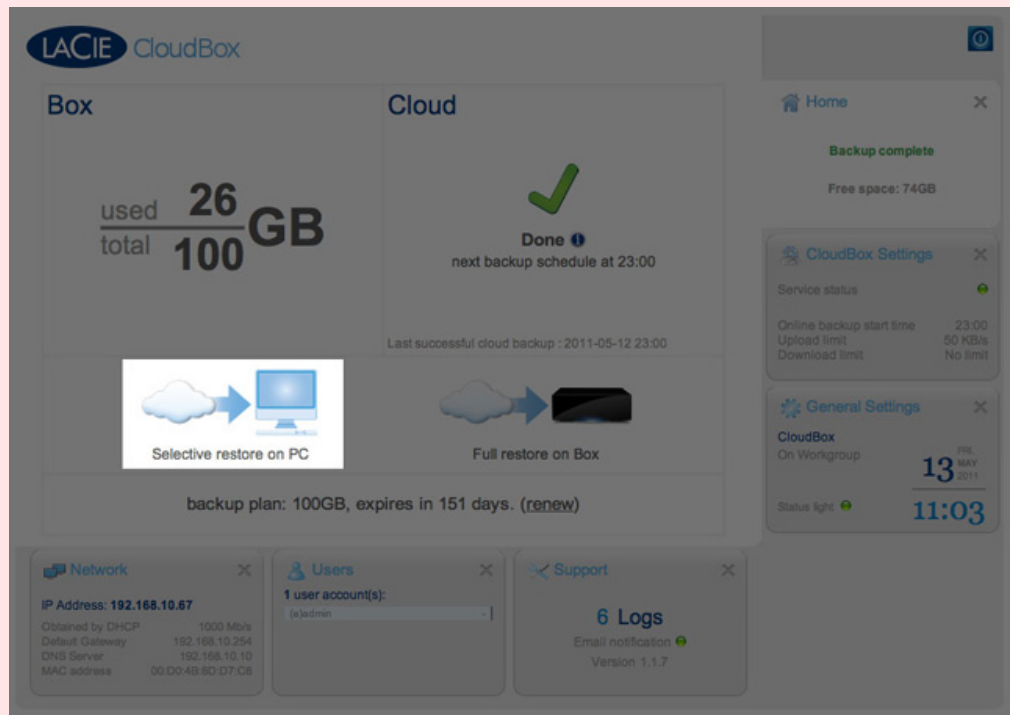 LACIE CloudBox
Box
used 26 GB
total 100
Cloud
Done
next backup schedule at 23:00
Last successful cloud backup : 2011-05-12 23:00
Selective restore on PC
Full restore on Box
backup plan: 100GB, expires in 151 days. (renew)
Home
Backup complete
Free space: 74GB
CloudBox Settings
Service status
Online backup start time 23:00
Upload limit 50 KB/s
Download limit No limit
General Settings
CloudBox
On Workgroup
13 FRI, MAY 2011
Status light
11:03
Network
IP Address: 192.168.10.67
Obtained by DHCP 1000 Mb/s
Default Gateway 192.168.10.254
DNS Server 192.168.10.10
MAC address 00:D0:4B:8D:D7:C8
Users
1 user account(s):
(a)admin
Support
6 Logs
Email notification
Version 1.1.7